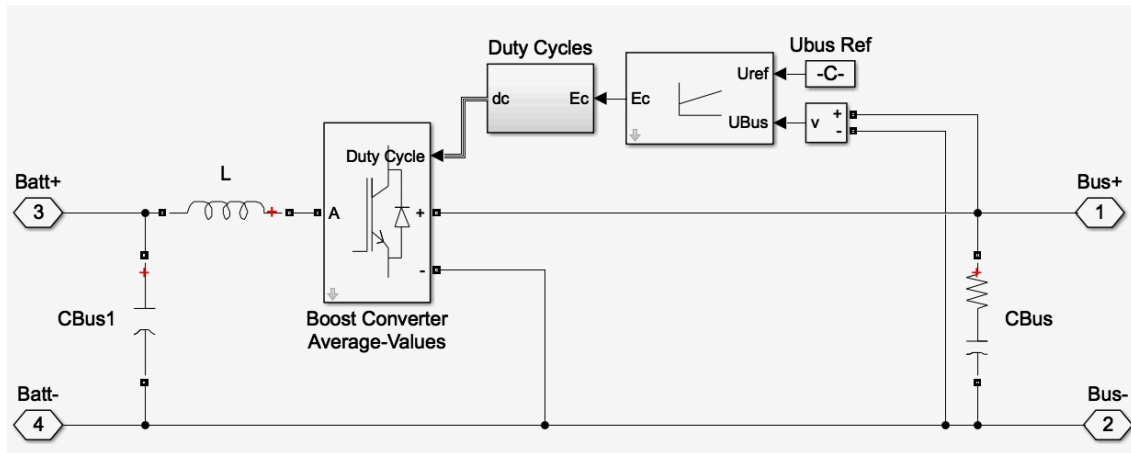 Duty Cycles
Ubus Ref
dc
Ec
Ec
Uref
-C-
UBus
v
+
-
Duty Cycle
L
Batt+
3
A
+
-
Bus+
1
+
+
+
CBus1
Boost Converter
Average-Values
CBus
Batt-
4
Bus-
2